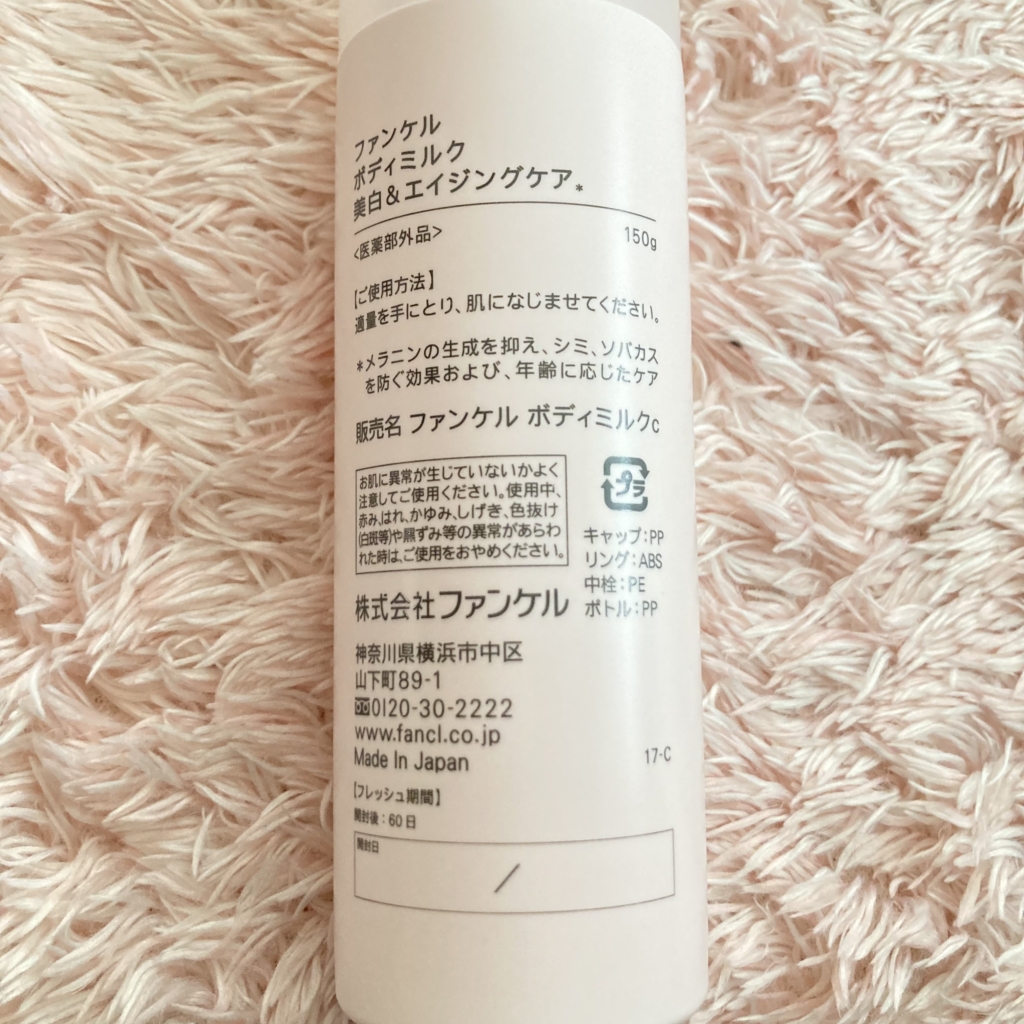 ファンケル
ボディミルク
美白&エイジングケア*
<医薬部外品> 150g
【ご使用方法】
適量を手にとり、肌になじませてください。
*メラニンの生成を抑え、シミ、ソバカス
を防ぐ効果および、年齢に応じたケア
販売名 ファンケル ボディミルクc
お肌に異常が生じていないかよく
注意してご使用ください。使用中、
赤み、はれ、かゆみ、しげき、色抜け
(白斑等)や黒ずみ等の異常があらわ
れた時は、ご使用をおやめください。
プラ
キャップ:PP
リング:ABS
中栓:PE
ボトル:PP
株式会社ファンケル
神奈川県横浜市中区
山下町89-1
0120-30-2222
www.fancl.co.jp
Made In Japan 17-C
【フレッシュ期間】
開封後:60日
開封日
/